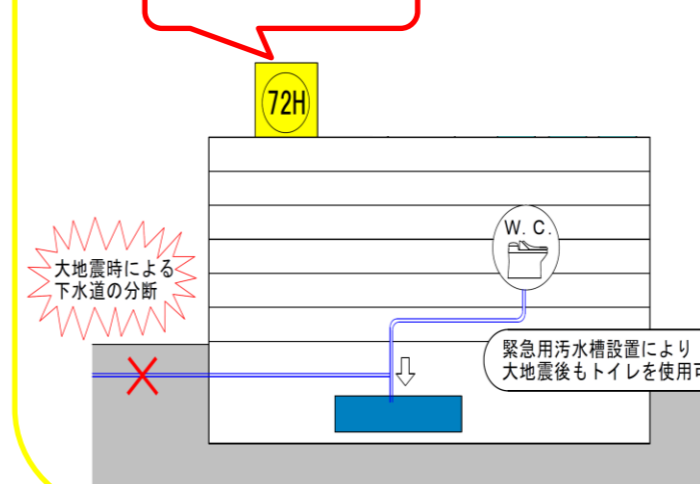 72H
W. C.
大地震時による
下水道の分断
緊急用汚水槽設置により
大地震後もトイレを使用可